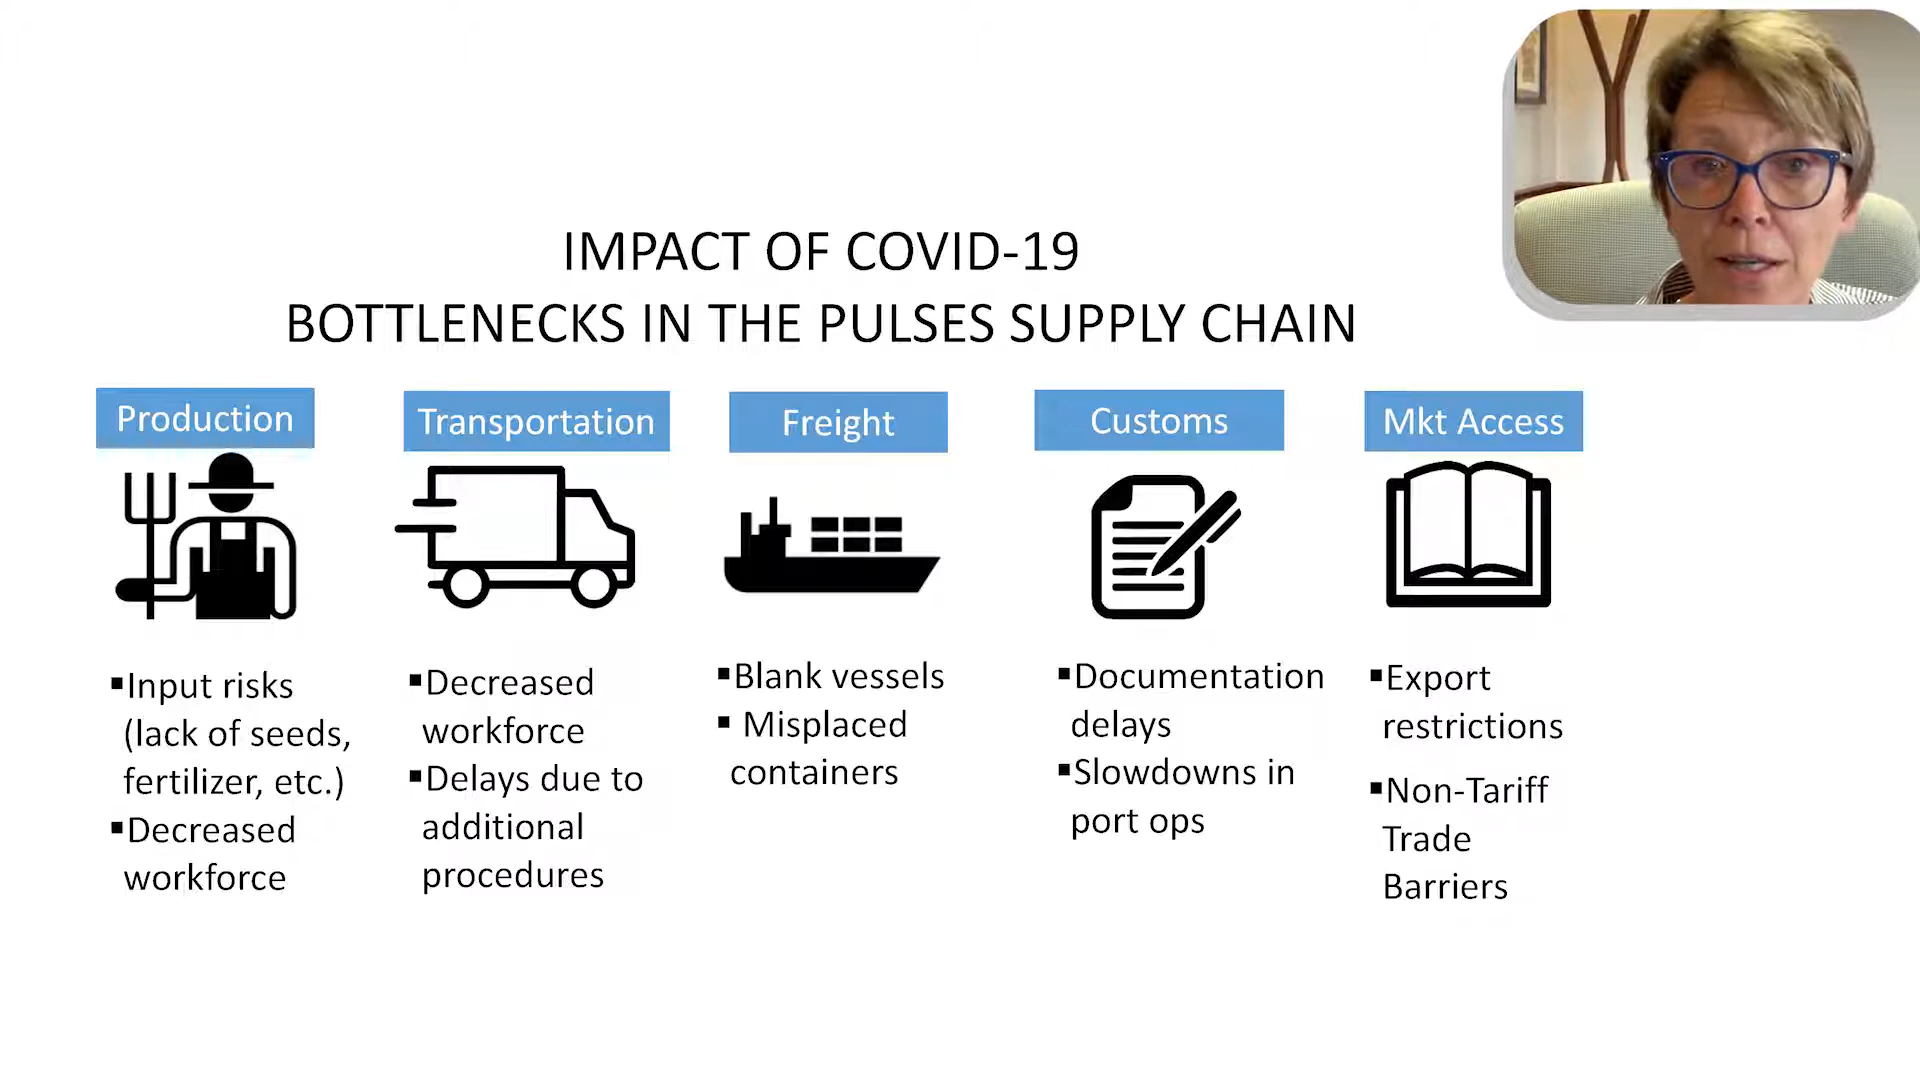 IMPACT OF COVID-19
BOTTLENECKS IN THE PULSES SUPPLY CHAIN
Production
▪Input risks
(lack of seeds,
fertilizer, etc.)
▪Decreased
workforce
Transportation
▪Decreased
workforce
▪Delays due to
additional
procedures
Freight
▪Blank vessels
▪ Misplaced
containers
Customs
▪Documentation
delays
▪Slowdowns in
port ops
Mkt Access
▪Export
restrictions
▪Non-Tariff
Trade
Barriers